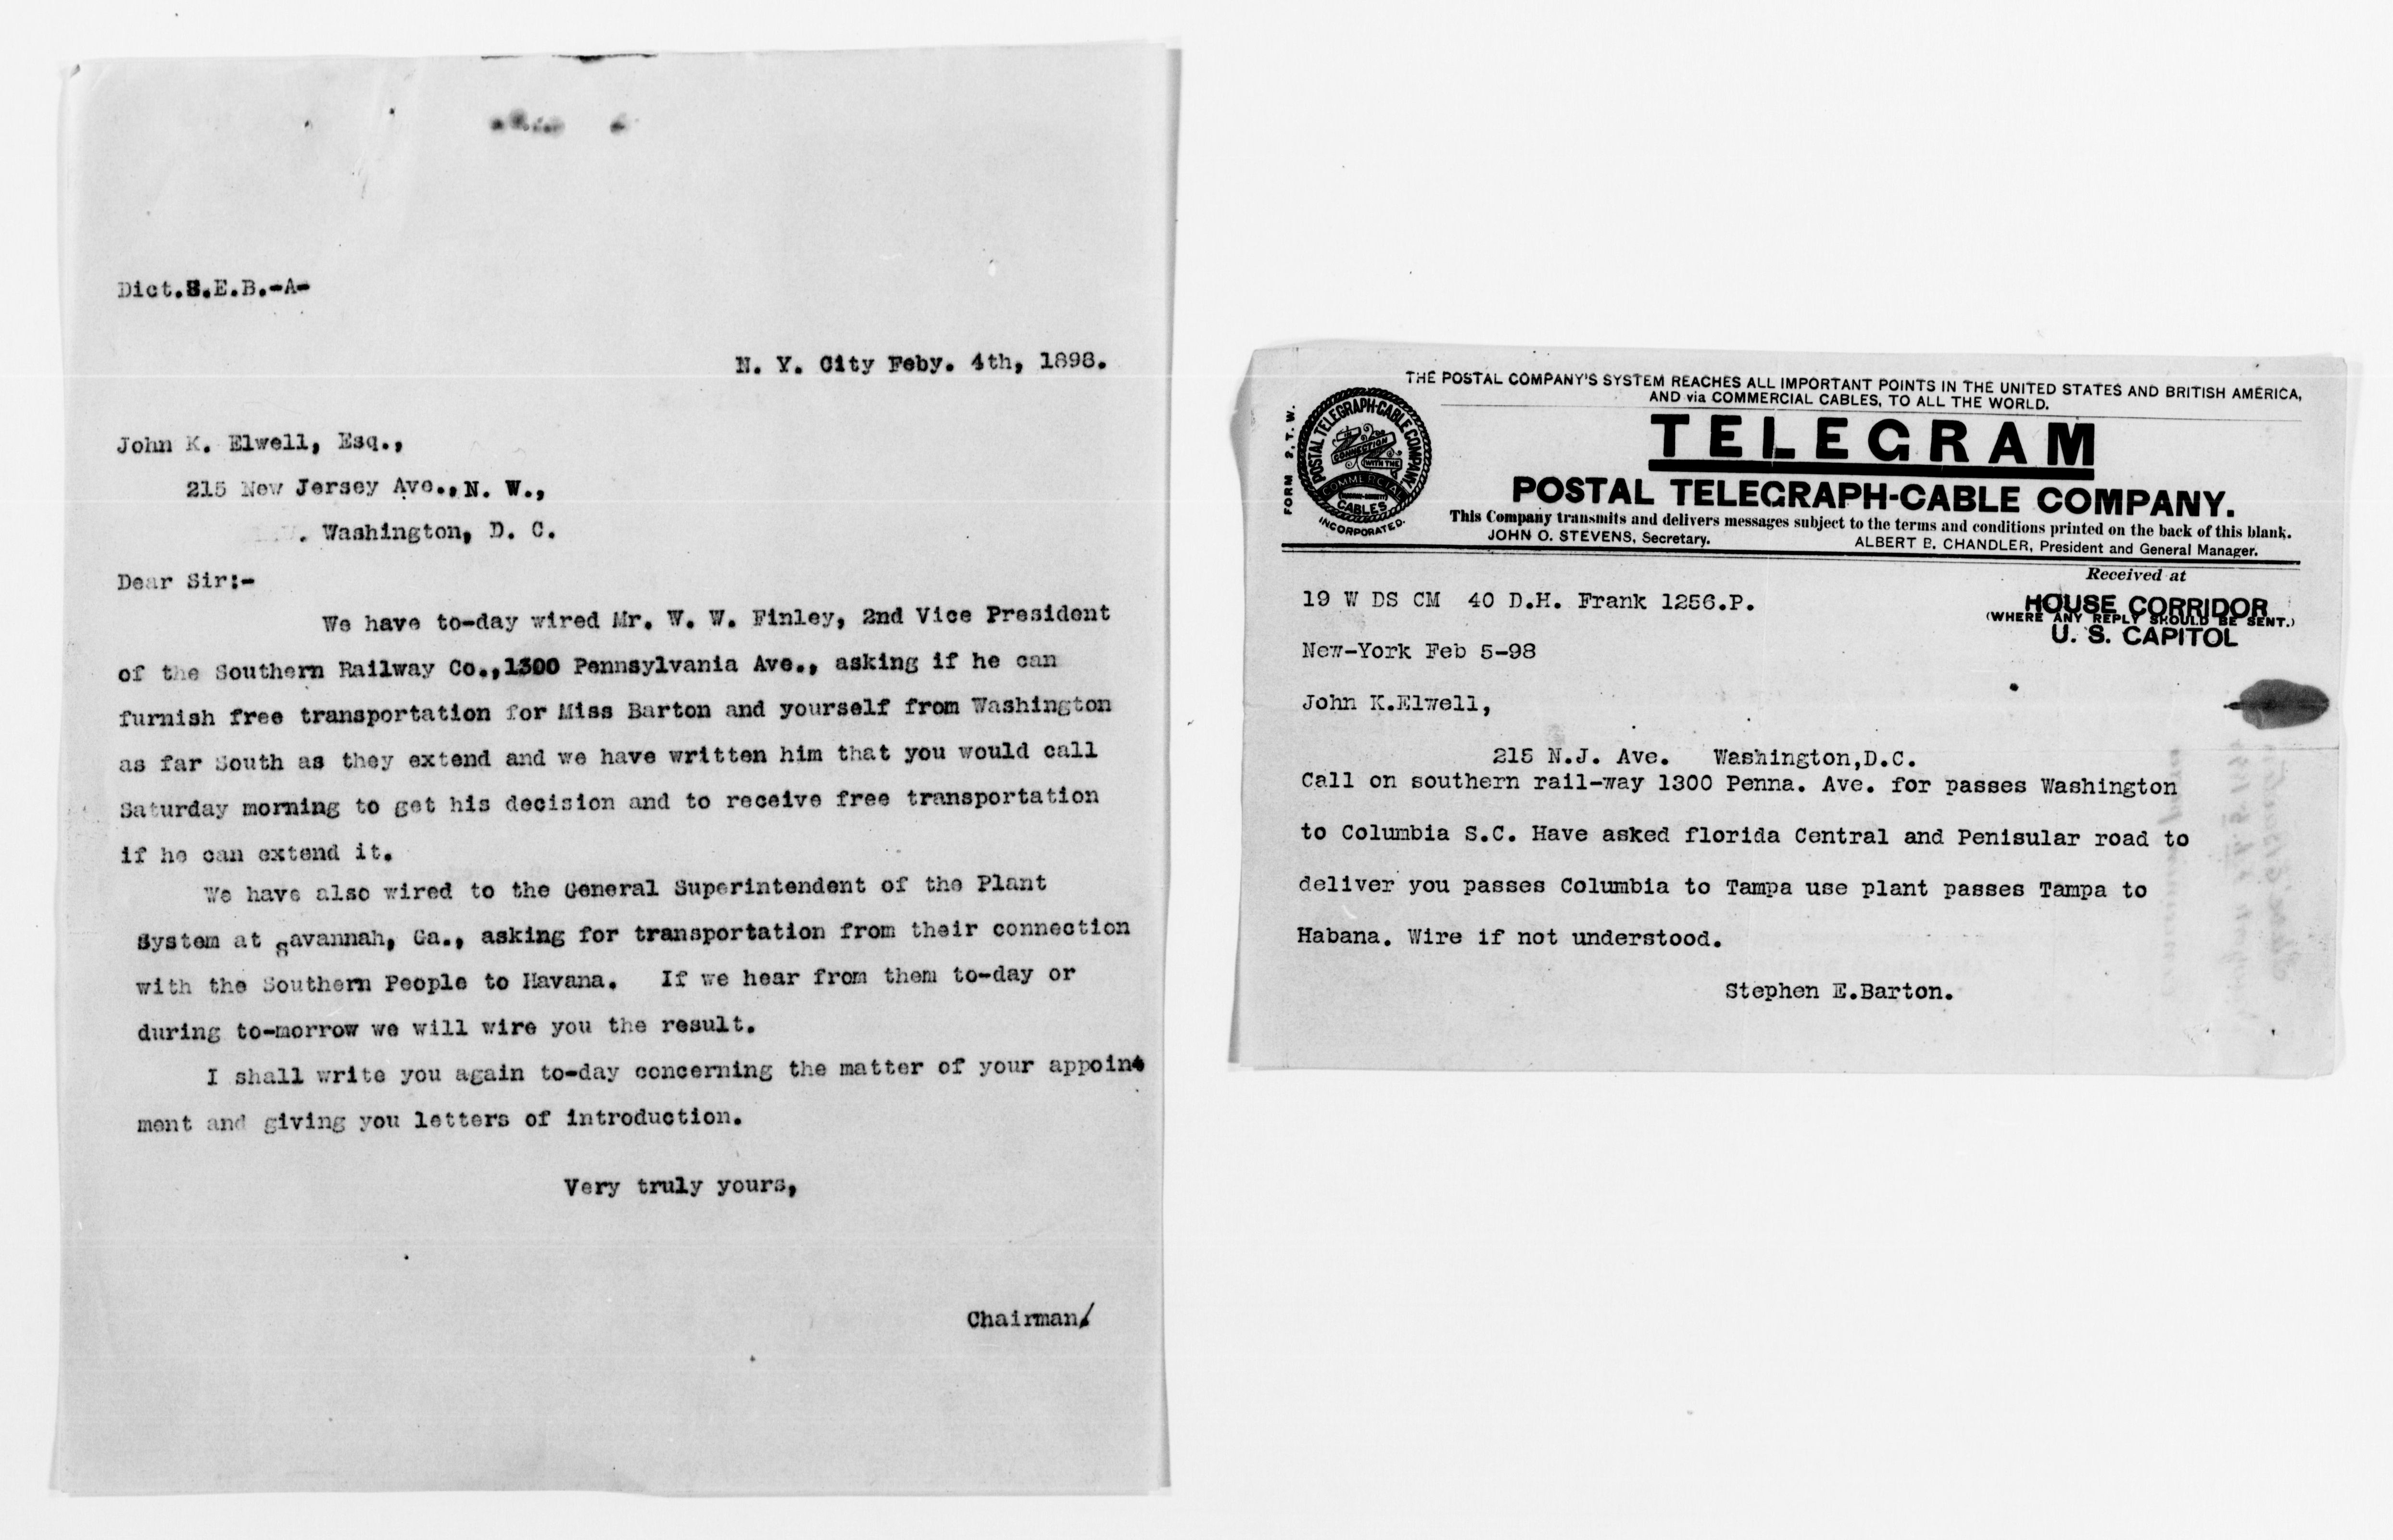 Dict.S.E.B.-A-
N. Y. City Feby. 4th, 1898.
John K. Elwell, Esq.,
215 New Jersey Ave., N. W.,
. Washington, D. C.
Dear Sir:-
We have to-day wired Mr. W. W. Finley, 2nd Vice President
of the Southern Railway Co., 1300 Pennsylvania Ave., asking if he can
furnish free transportation for Miss Barton and yourself from Washington
as far South as they extend and we have written him that you would call
Saturday morning to get his decision and to receive free transportation
if he can extend it.
We have also wired to the General Superintendent of the Plant
System at Savannah, Ga., asking for transportation from their connection
with the Southern People to Havana. If we hear from them to-day or
during to-morrow we will wire you the result.
I shall write you again to-day concerning the matter of your appoint
ment and giving you letters of introduction.
Very truly yours,
Chairman/
THE POSTAL COMPANY'S SYSTEM REACHES ALL IMPORTANT POINTS IN THE UNITED STATES AND BRITISH AMERICA,
AND via COMMERCIAL CABLES, TO ALL THE WORLD.
FORM 2, T. W.
POSTAL TELEGRAPH-CABLE COMPANY
IN CONNECTION WITH THE
COMMERCIAL
CABLES
INCORPORATED.
TELEGRAM
POSTAL TELEGRAPH-CABLE COMPANY.
This Company transmits and delivers messages subject to the terms and conditions printed on the back of this blank.
JOHN O. STEVENS, Secretary. ALBERT B. CHANDLER, President and General Manager.
Received at
HOUSE CORRIDOR
(WHERE ANY REPLY SHOULD BE SENT.)
U. S. CAPITOL
19 W DS CM 40 D.H. Frank 1256.P.
New-York Feb 5-98
John K.Elwell,
215 N.J. Ave. Washington,D.C.
Call on southern rail-way 1300 Penna. Ave. for passes Washington
to Columbia S.C. Have asked florida Central and Penisular road to
deliver you passes Columbia to Tampa use plant passes Tampa to
Habana. Wire if not understood.
Stephen E.Barton.